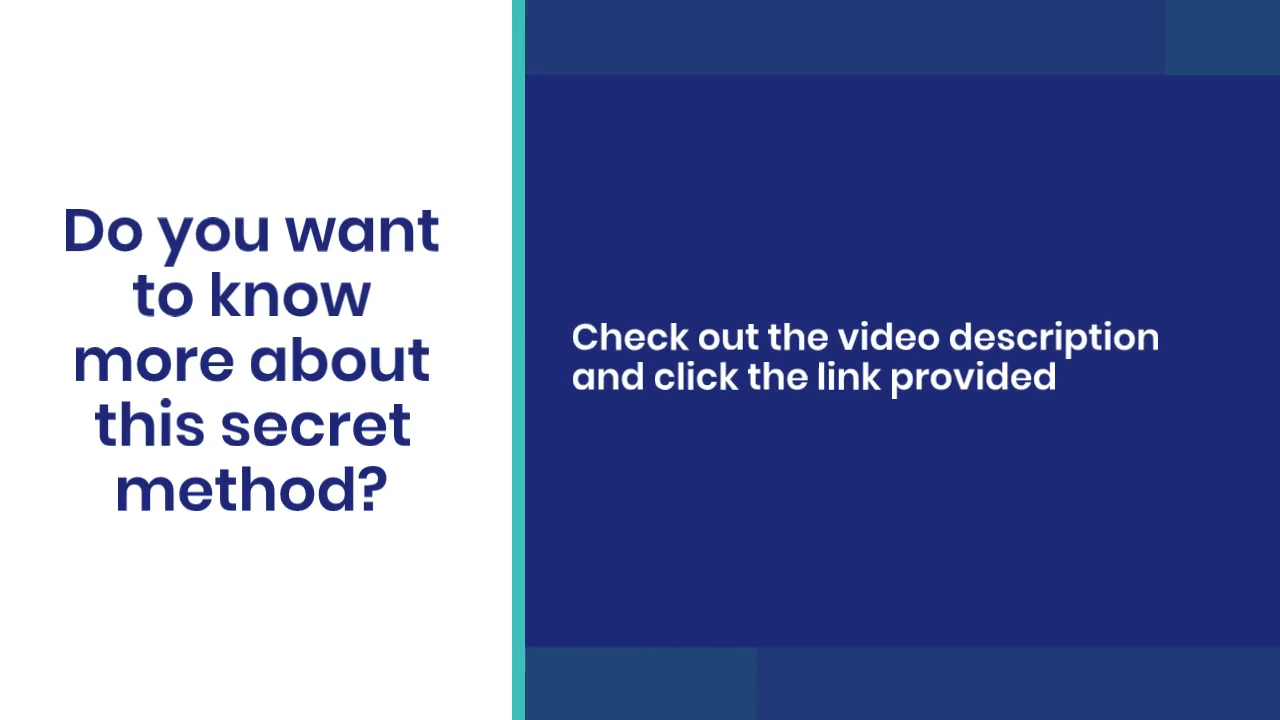 Do you want
to know
more about
this secret
method?
Check out the video description
and click the link provided